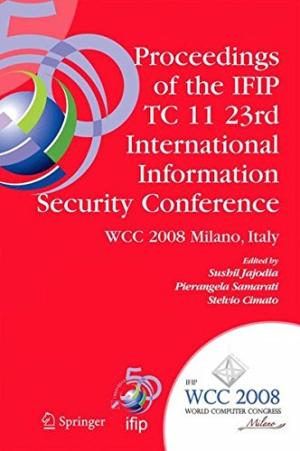 Proceedings
of the IFIP
TC 11 23rd
International
Information
Security Conference
WCC 2008 Milano, Italy
Edited by
Sushil Jajodia
Pierangela Samarati
Stelvio Cimato
IFIP
WCC 2008
WORLD COMPUTER CONGRESS
Milano
Springer
ifip